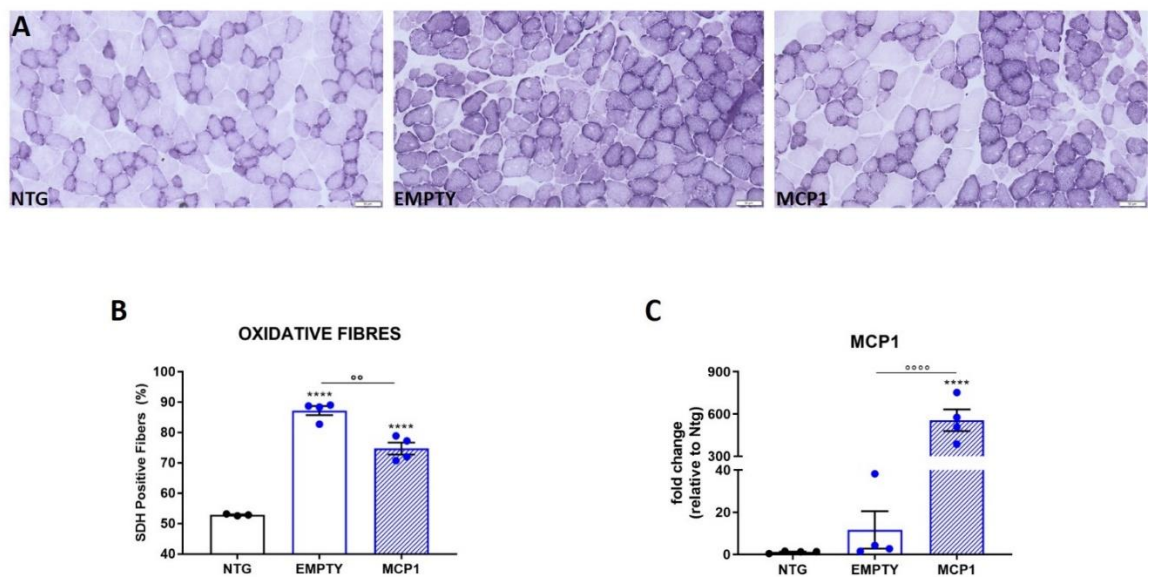 A
NTG
EMPTY
MCP1
B
OXIDATIVE FIBRES
SDH Positive Fibers (%)
100
90
80
70
60
50
40
°°
****
****
NTG
EMPTY
MCP1
C
MCP1
fold change
(relative to Ntg)
900
600
300
40
20
0
°°°°
****
NTG
EMPTY
MCP1